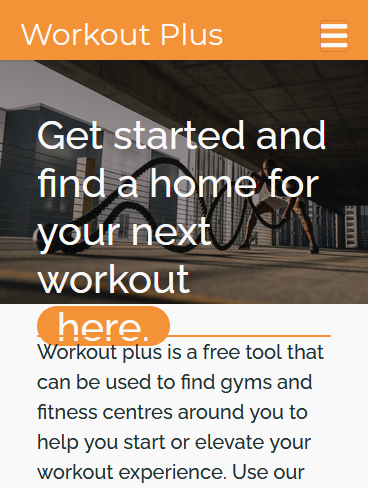 Workout Plus
Get started and
find a home for
your next
workout
here.
Workout plus is a free tool that
can be used to find gyms and
fitness centres around you to
help you start or elevate your
workout experience. Use our